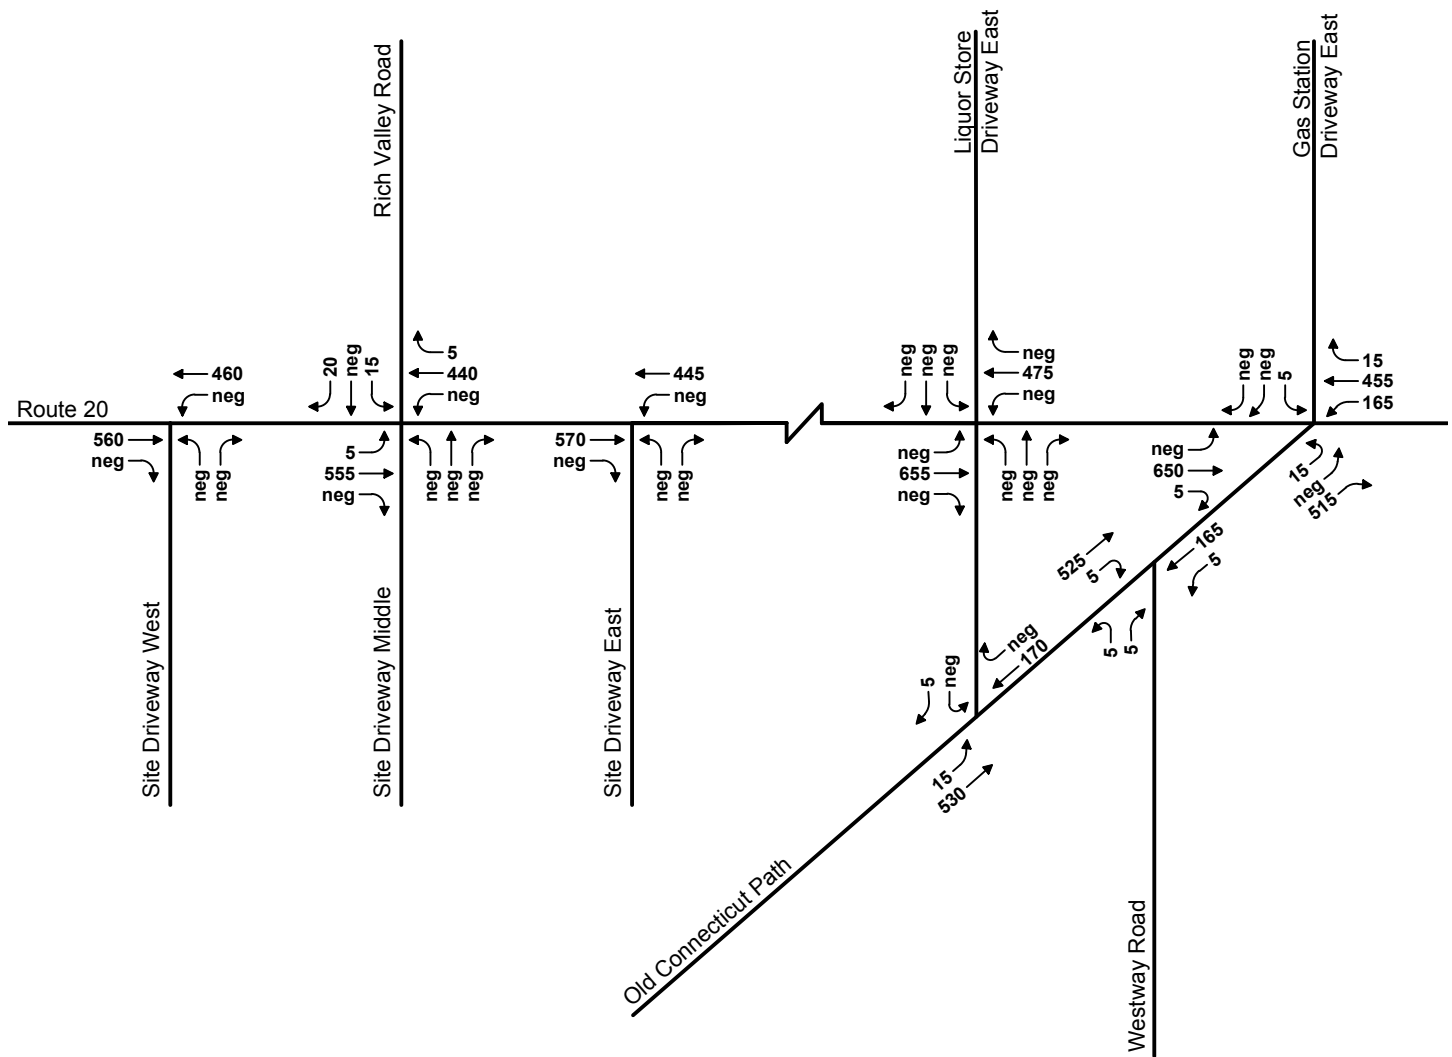 Rich Valley Road
Liquor Store
Driveway East
Gas Station
Driveway East
20
neg
15
5
440
neg
460
neg
445
neg
neg
neg
neg
neg
475
neg
neg
neg
5
15
455
165
Route 20
560
neg
neg
neg
5
555
neg
neg
neg
neg
570
neg
neg
neg
neg
655
neg
neg
neg
neg
neg
650
5
15
neg
515
525
5
165
5
5
5
neg
170
5
neg
15
530
Site Driveway West
Site Driveway Middle
Site Driveway East
Old Connecticut Path
Westway Road